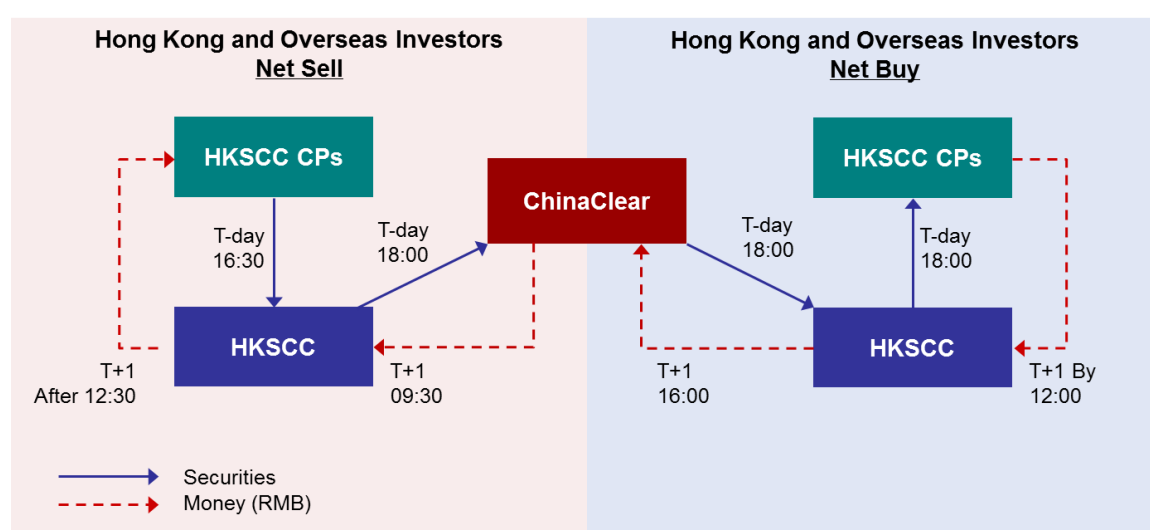 Hong Kong and Overseas Investors
Net Sell
Hong Kong and Overseas Investors
Net Buy
HKSCC CPs
HKSCC CPs
ChinaClear
T-day
16:30
T-day
18:00
T-day
18:00
T-day
18:00
HKSCC
HKSCC
T+1
After 12:30
T+1
09:30
T+1
16:00
T+1 By
12:00
Securities
Money (RMB)